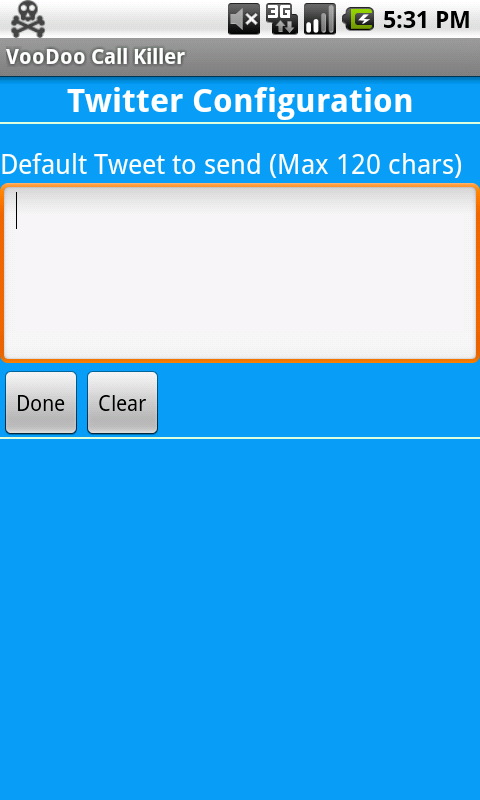 3G
5:31 PM
VooDoo Call Killer
Twitter Configuration
Default Tweet to send (Max 120 chars)
Done
Clear